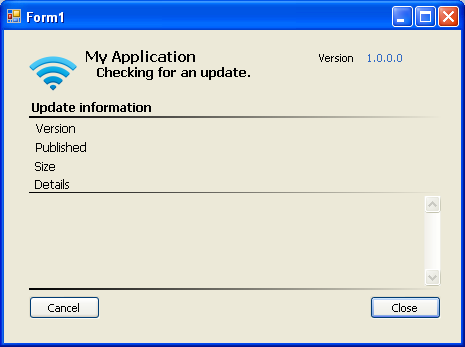 Form1
My Application
Version 1.0.0.0
Checking for an update.
Update information
Version
Published
Size
Details
Cancel
Close